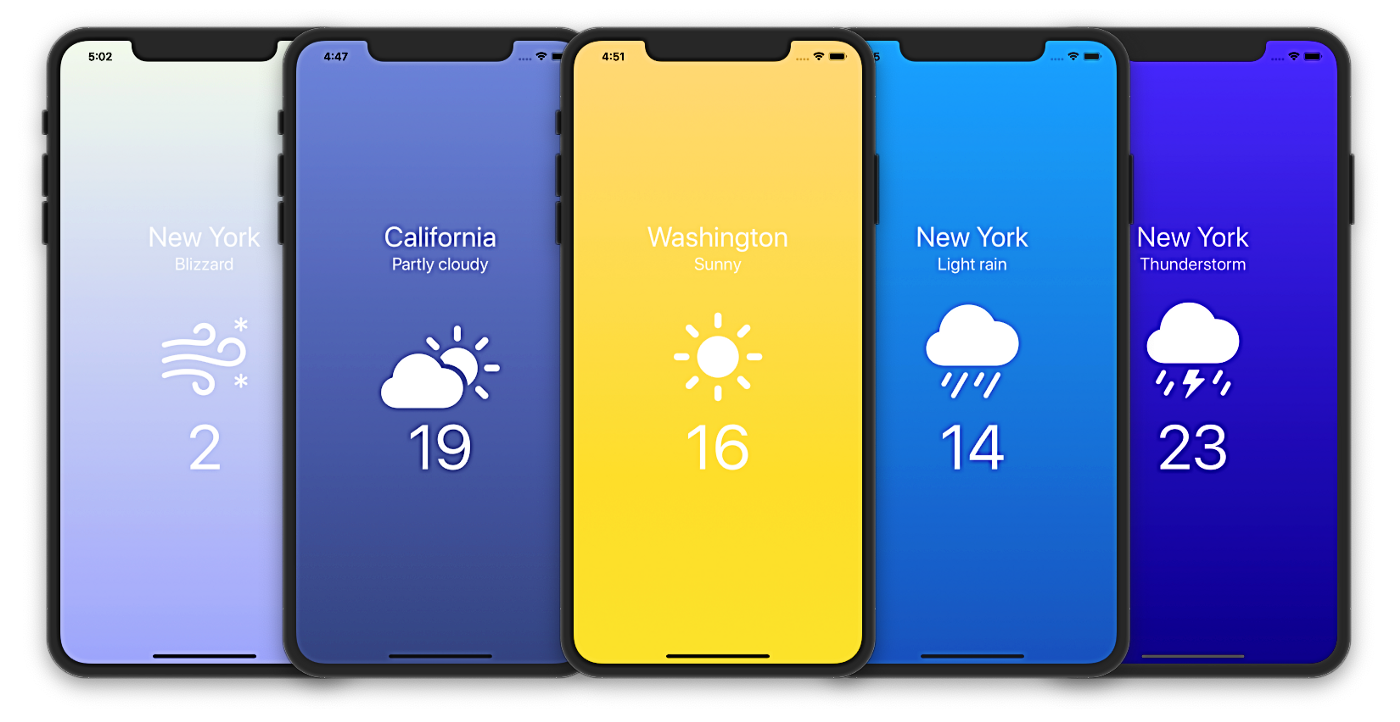 5:02
New York
Blizzard
2
4:47
California
Partly cloudy
19
4:51
Washington
Sunny
16
5
New York
Light rain
14
New York
Thunderstorm
23